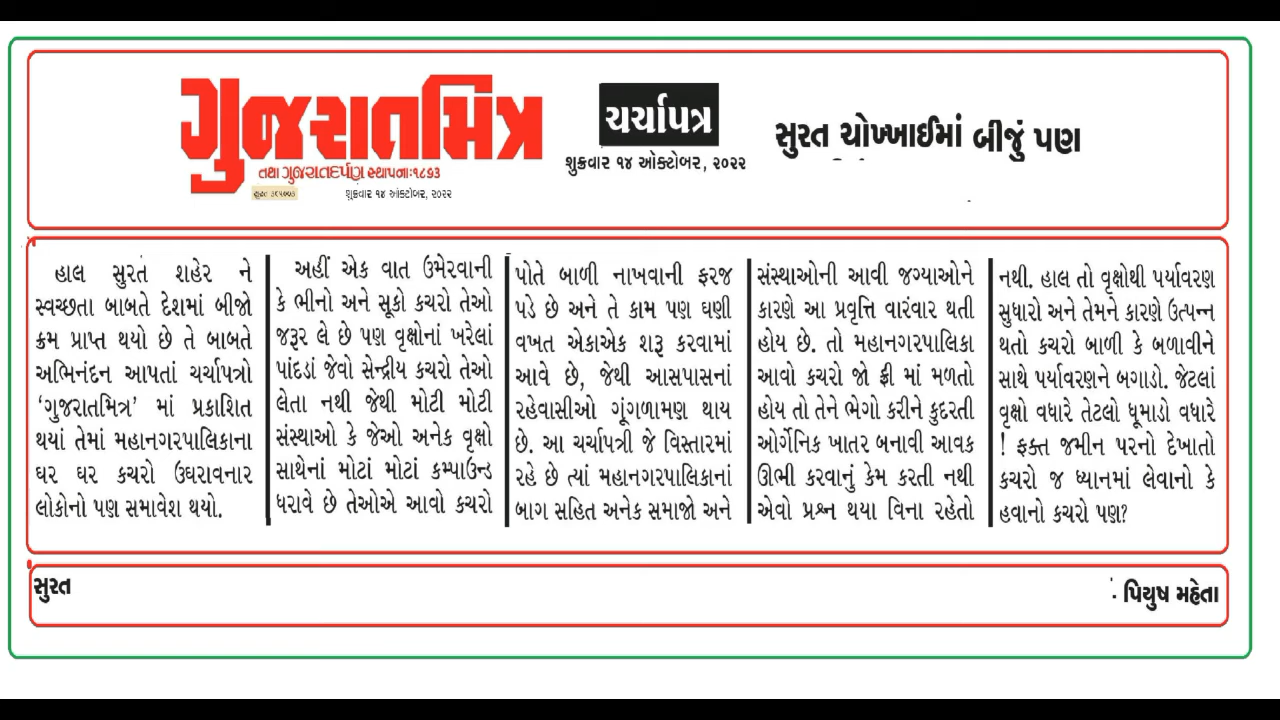 ગુજરાતમિત્ર
તથા ગુજરાતદર્પણ સ્થાપના:૧૮૬૩
સુરત ૩૯૫૦૦૩
શુક્રવાર ૧૪ ઓક્ટોબર, ૨૦૨૨
ચર્ચાપત્ર
શુક્રવાર ૧૪ ઓક્ટોબર, ૨૦૨૨
સુરત ચોખ્ખાઈમાં બીજું પણ
હાલ સુરત શહેર ને
સ્વચ્છતા બાબતે દેશમાં બીજો
ક્રમ પ્રાપ્ત થયો છે તે બાબતે
અભિનંદન આપતાં ચર્ચાપત્રો
‘ગુજરાતમિત્ર’ માં પ્રકાશિત
થયાં તેમાં મહાનગરપાલિકાના
ઘર ઘર કચરો ઉઘરાવનાર
લોકોનો પણ સમાવેશ થયો.
અહીં એક વાત ઉમેરવાની
કે ભીનો અને સૂકો કચરો તેઓ
જરૂર લે છે પણ વૃક્ષોનાં ખરેલાં
પાંદડાં જેવો સેન્દ્રીય કચરો તેઓ
લેતા નથી જેથી મોટી મોટી
સંસ્થાઓ કે જેઓ અનેક વૃક્ષો
સાથેનાં મોટાં મોટાં કમ્પાઉન્ડ
ધરાવે છે તેઓએ આવો કચરો
પોતે બાળી નાખવાની ફરજ
પડે છે અને તે કામ પણ ઘણી
વખત એકાએક શરૂ કરવામાં
આવે છે, જેથી આસપાસનાં
રહેવાસીઓ ગૂંગળામણ થાય
છે. આ ચર્ચાપત્રી જે વિસ્તારમાં
રહે છે ત્યાં મહાનગરપાલિકાનાં
બાગ સહિત અનેક સમાજો અને
સંસ્થાઓની આવી જગ્યાઓને
કારણે આ પ્રવૃત્તિ વારંવાર થતી
હોય છે. તો મહાનગરપાલિકા
આવો કચરો જો ફ્રી માં મળતો
હોય તો તેને ભેગો કરીને કુદરતી
ઓર્ગેનિક ખાતર બનાવી આવક
ઊભી કરવાનું કેમ કરતી નથી
એવો પ્રશ્ન થયા વિના રહેતો
નથી. હાલ તો વૃક્ષોથી પર્યાવરણ
સુધારો અને તેમને કારણે ઉત્પન્ન
થતો કચરો બાળી કે બળાવીને
સાથે પર્યાવરણને બગાડો. જેટલાં
વૃક્ષો વધારે તેટલો ધૂમાડો વધારે
! ફક્ત જમીન પરનો દેખાતો
કચરો જ ધ્યાનમાં લેવાનો કે
હવાનો કચરો પણ?
સુરત
- પિયુષ મહેતા